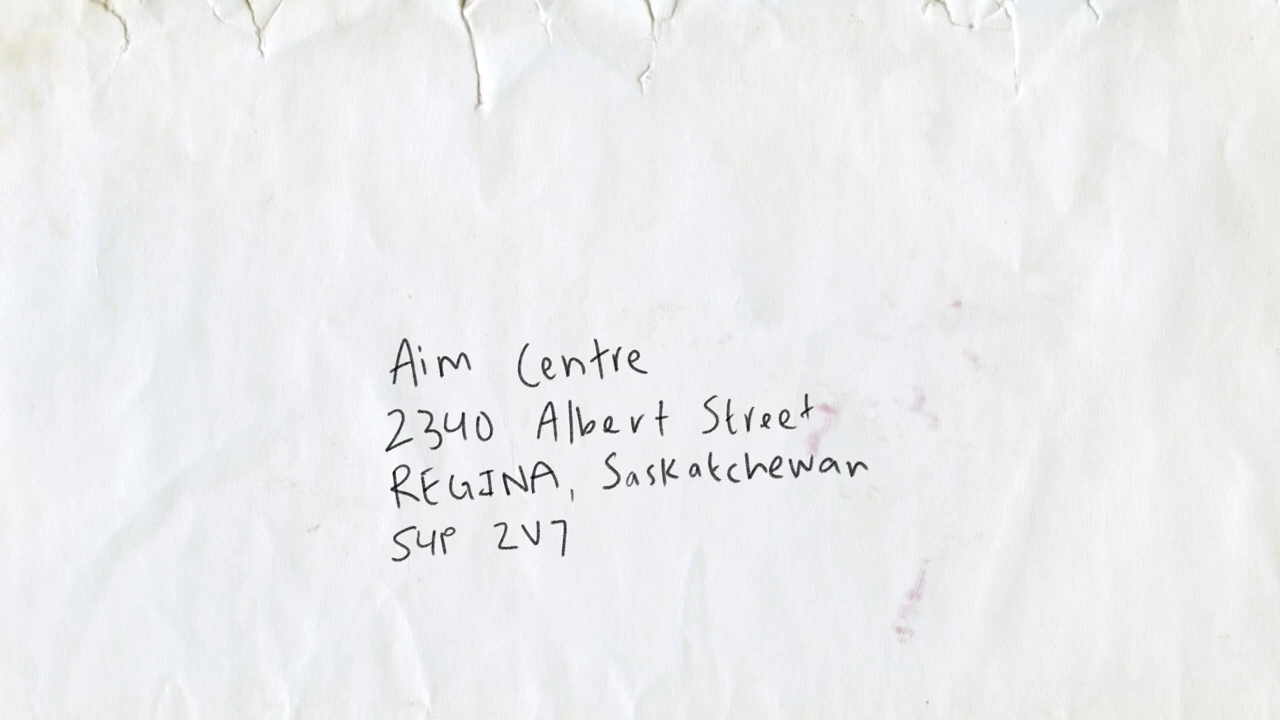 Aim Centre
2340 Albert Street
REGINA, Saskatchewan
S4P 2V7